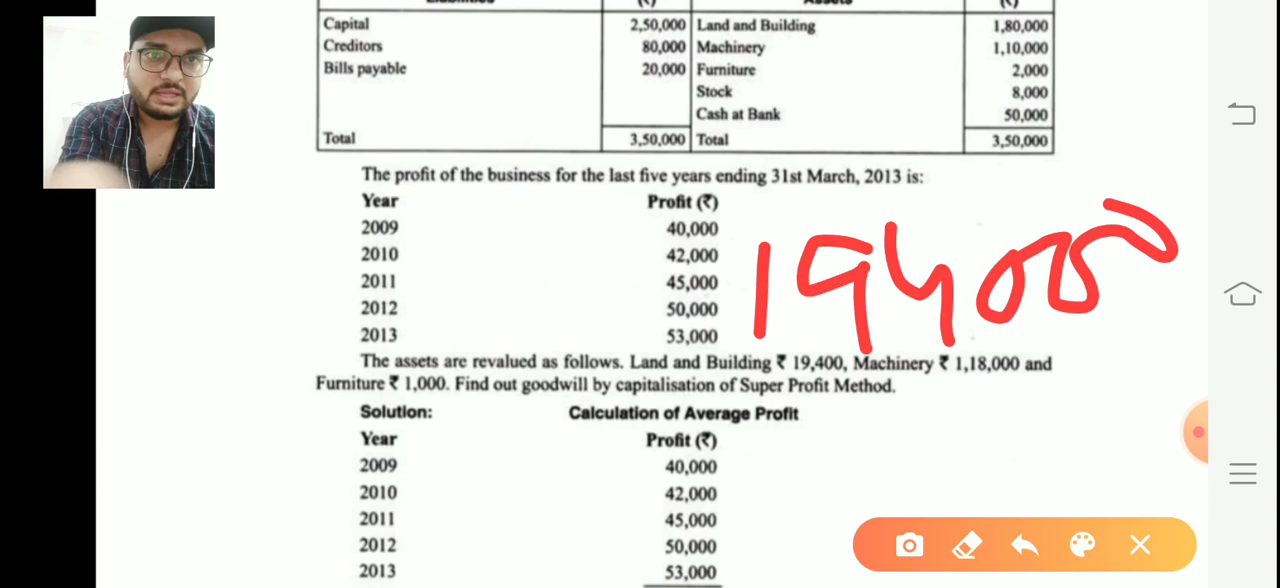 Liabilities (₹) Assets (₹)
Capital 2,50,000 Land and Building 1,80,000
Creditors 80,000 Machinery 1,10,000
Bills payable 20,000 Furniture 2,000
Stock 8,000
Cash at Bank 50,000
Total 3,50,000 Total 3,50,000
The profit of the business for the last five years ending 31st March, 2013 is:
Year Profit (₹)
2009 40,000
2010 42,000
2011 45,000
2012 50,000
2013 53,000
194000
The assets are revalued as follows. Land and Building ₹ 19,400, Machinery ₹ 1,18,000 and
Furniture ₹ 1,000. Find out goodwill by capitalisation of Super Profit Method.
Solution: Calculation of Average Profit
Year Profit (₹)
2009 40,000
2010 42,000
2011 45,000
2012 50,000
2013 53,000